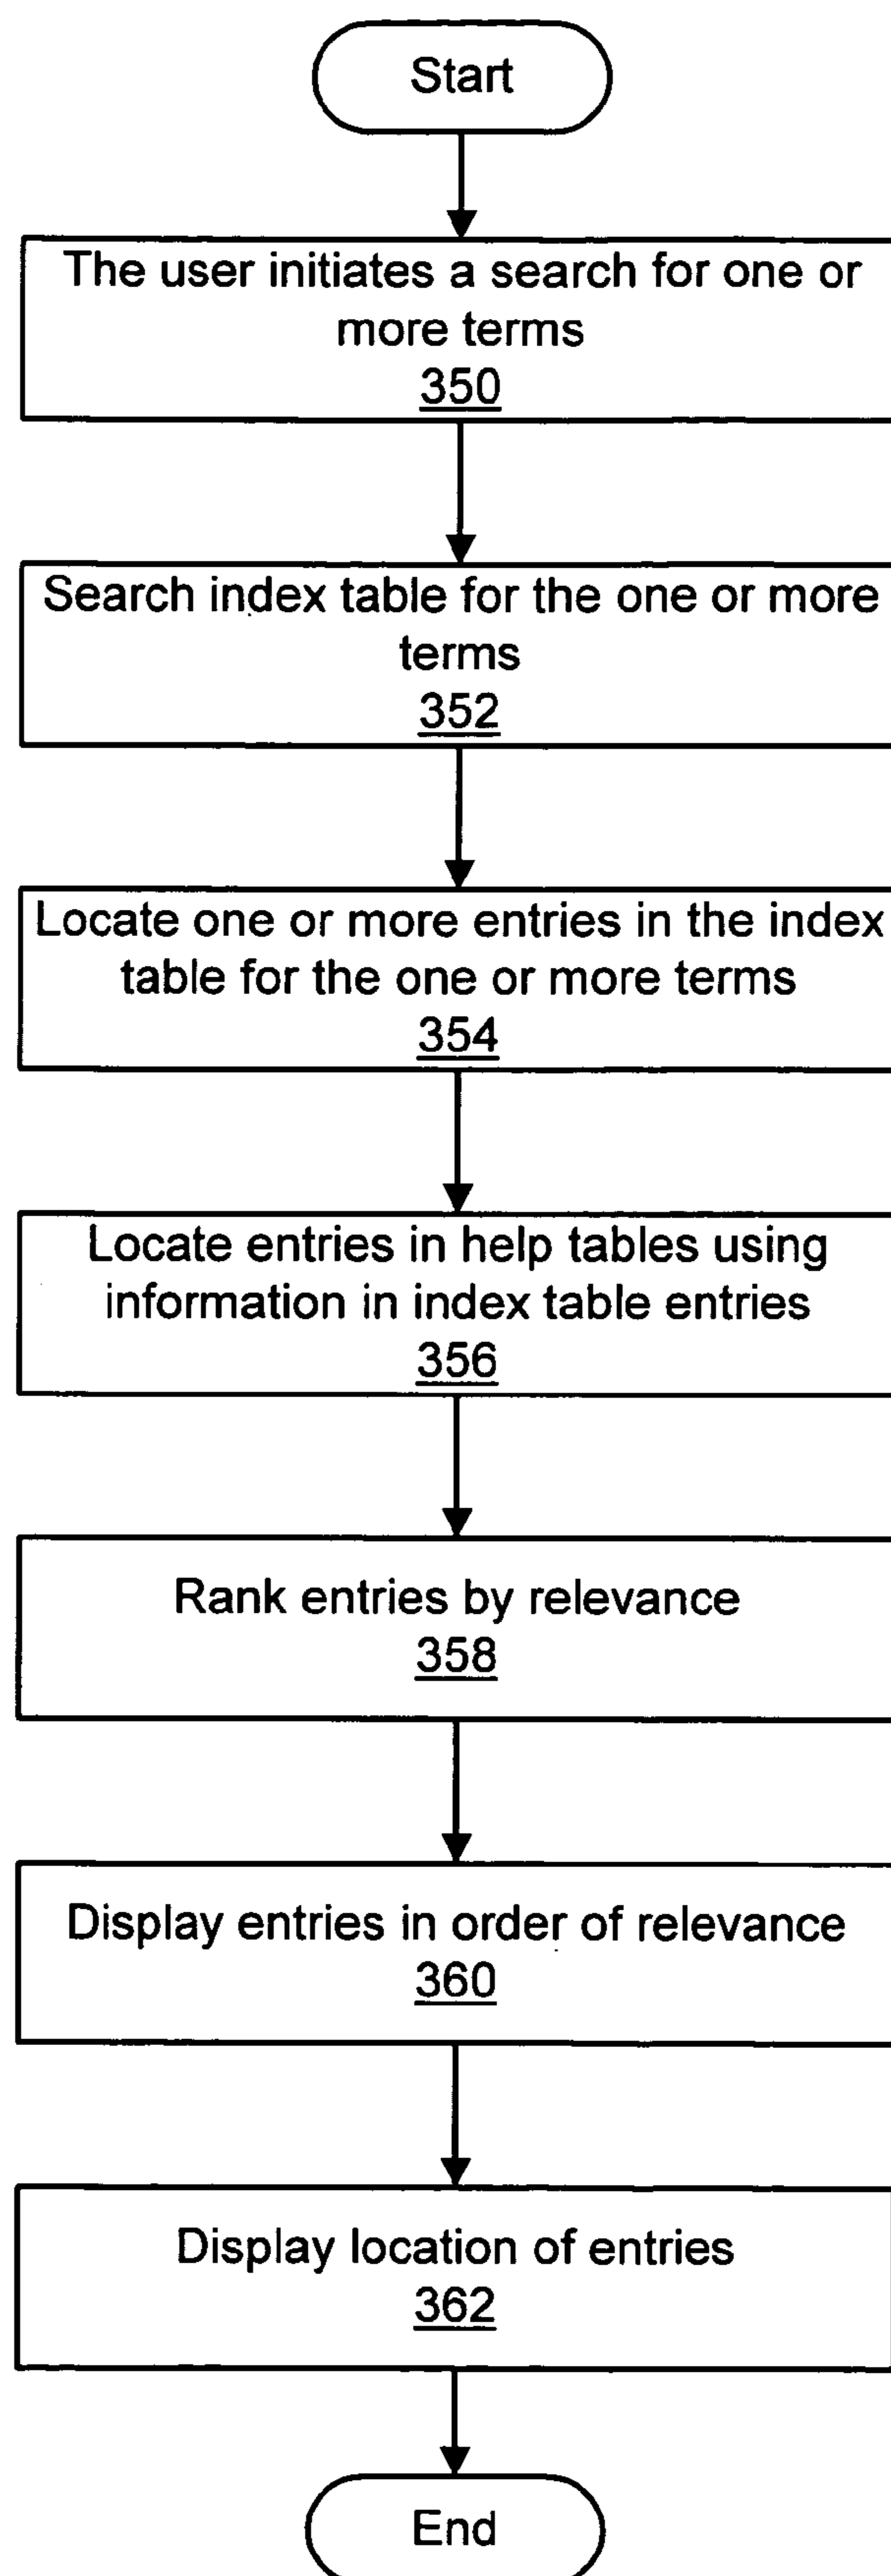 Start
The user initiates a search for one or
more terms
350
Search index table for the one or more
terms
352
Locate one or more entries in the index
table for the one or more terms
354
Locate entries in help tables using
information in index table entries
356
Rank entries by relevance
358
Display entries in order of relevance
360
Display location of entries
362
End